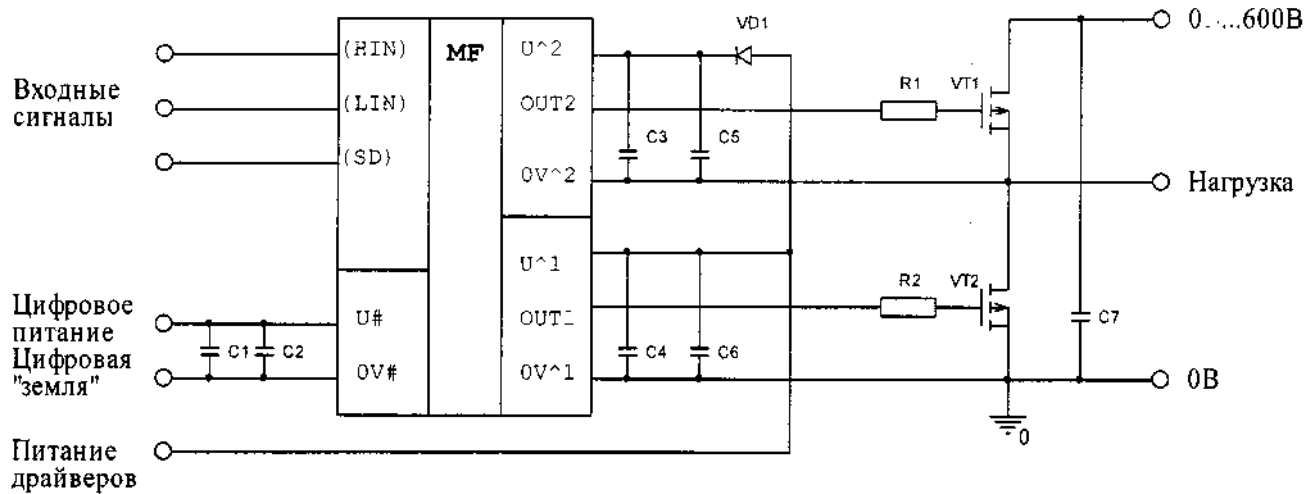 (HIN)
MF
U^2
VD1
0.....600В
Входные
сигналы
(LIN)
OUT2
R1
VT1
(SD)
C3
C5
0V^2
Нагрузка
U^1
R2
VT2
Цифровое
питание
U#
OUT1
C7
Цифровая
"земля"
C1
C2
0V#
0V^1
C4
C6
0В
0
Питание
драйверов